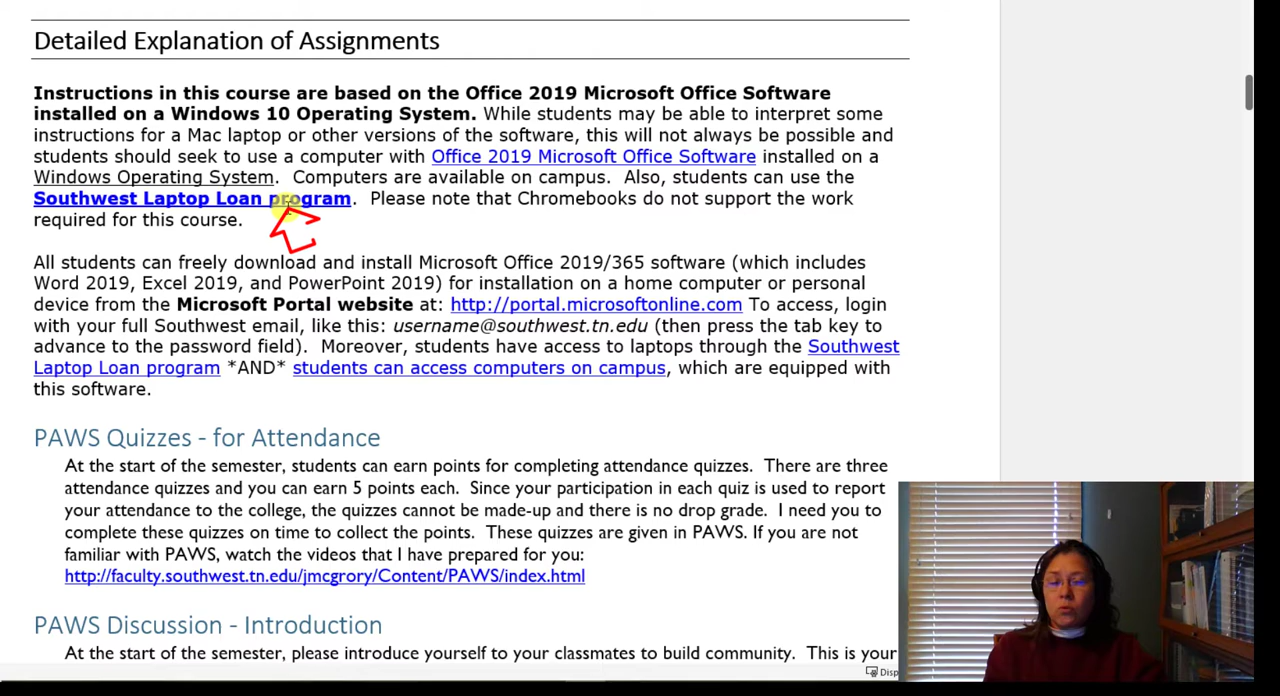 Detailed Explanation of Assignments
Instructions in this course are based on the Office 2019 Microsoft Office Software
installed on a Windows 10 Operating System. While students may be able to interpret some
instructions for a Mac laptop or other versions of the software, this will not always be possible and
students should seek to use a computer with Office 2019 Microsoft Office Software installed on a
Windows Operating System. Computers are available on campus. Also, students can use the
Southwest Laptop Loan program. Please note that Chromebooks do not support the work
required for this course.
All students can freely download and install Microsoft Office 2019/365 software (which includes
Word 2019, Excel 2019, and PowerPoint 2019) for installation on a home computer or personal
device from the Microsoft Portal website at: http://portal.microsoftonline.com To access, login
with your full Southwest email, like this: username@southwest.tn.edu (then press the tab key to
advance to the password field). Moreover, students have access to laptops through the Southwest
Laptop Loan program *AND* students can access computers on campus, which are equipped with
this software.
PAWS Quizzes - for Attendance
At the start of the semester, students can earn points for completing attendance quizzes. There are three
attendance quizzes and you can earn 5 points each. Since your participation in each quiz is used to report
your attendance to the college, the quizzes cannot be made-up and there is no drop grade. I need you to
complete these quizzes on time to collect the points. These quizzes are given in PAWS. If you are not
familiar with PAWS, watch the videos that I have prepared for you:
http://faculty.southwest.tn.edu/jmcgrory/Content/PAWS/index.html
PAWS Discussion - Introduction
At the start of the semester, please introduce yourself to your classmates to build community. This is your
Disp